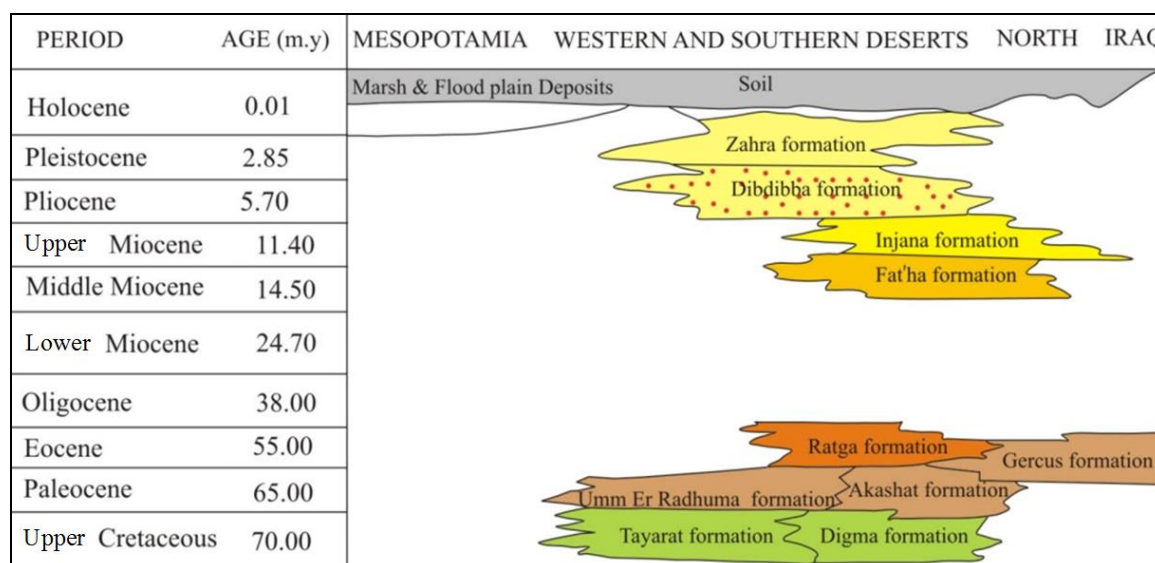 PERIOD AGE (m.y) MESOPOTAMIA WESTERN AND SOUTHERN DESERTS NORTH IRAQ
Marsh & Flood plain Deposits Soil
Holocene 0.01
Zahra formation
Pleistocene 2.85
Dibdibba formation
Pliocene 5.70
Upper Miocene 11.40 Injana formation
Middle Miocene 14.50 Fat'ha formation
Lower Miocene 24.70
Oligocene 38.00
Eocene 55.00 Ratga formation
Gercus formation
Paleocene 65.00 Umm Er Radhuma formation Akashat formation
Upper Cretaceous 70.00 Tayarat formation Digma formation